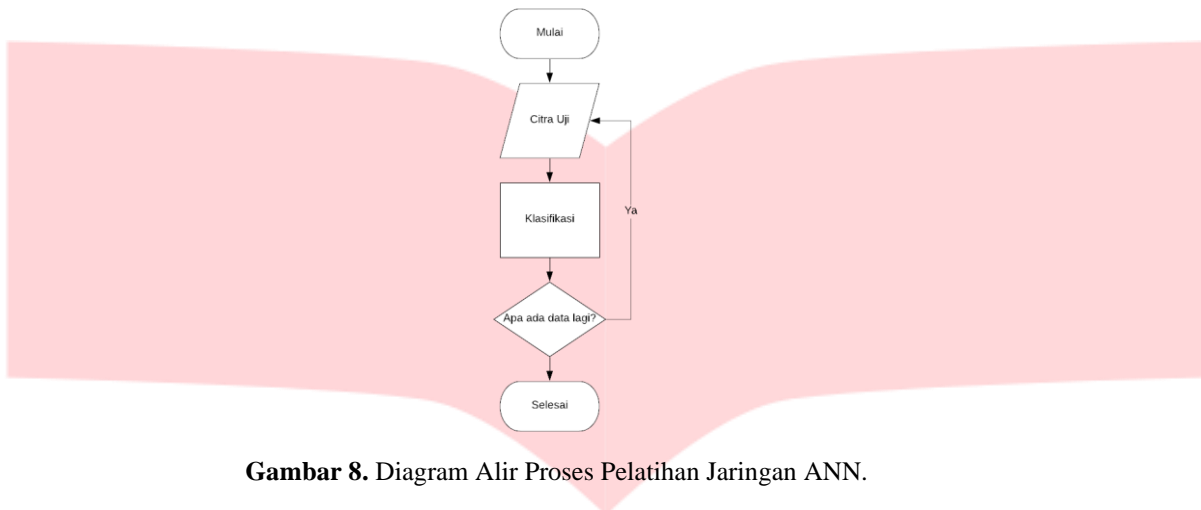 Mulai
Citra Uji
Klasifikasi
Ya
Apa ada data lagi?
Selesai
Gambar 8. Diagram Alir Proses Pelatihan Jaringan ANN.